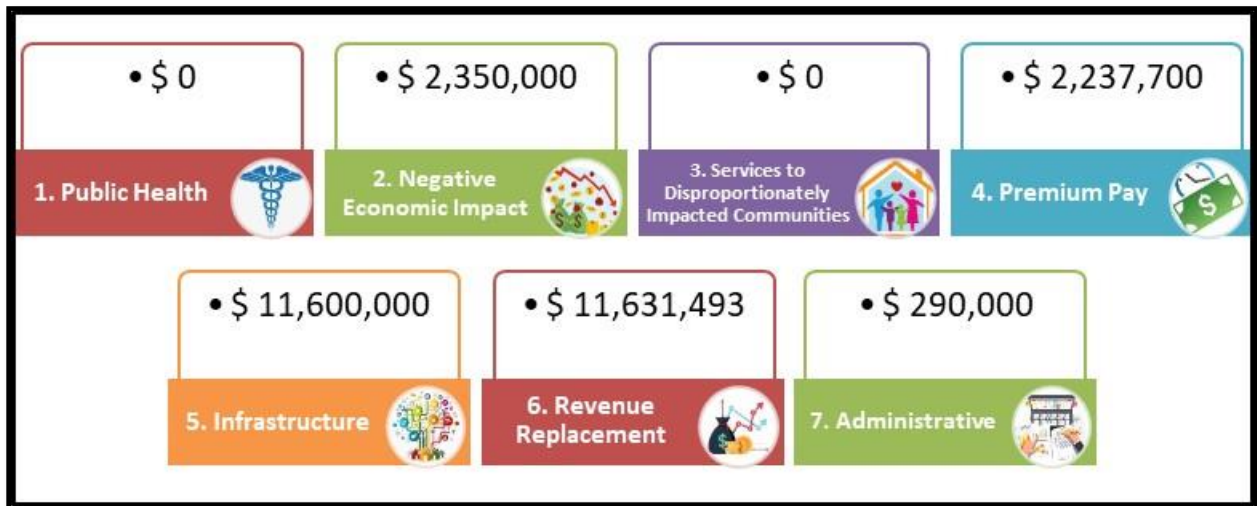 • $ 0
1. Public Health
• $ 2,350,000
2. Negative
Economic Impact
• $ 0
3. Services to
Disproportionately
Impacted Communities
• $ 2,237,700
4. Premium Pay
$
• $ 11,600,000
5. Infrastructure
• $ 11,631,493
6. Revenue
Replacement
$
• $ 290,000
7. Administrative